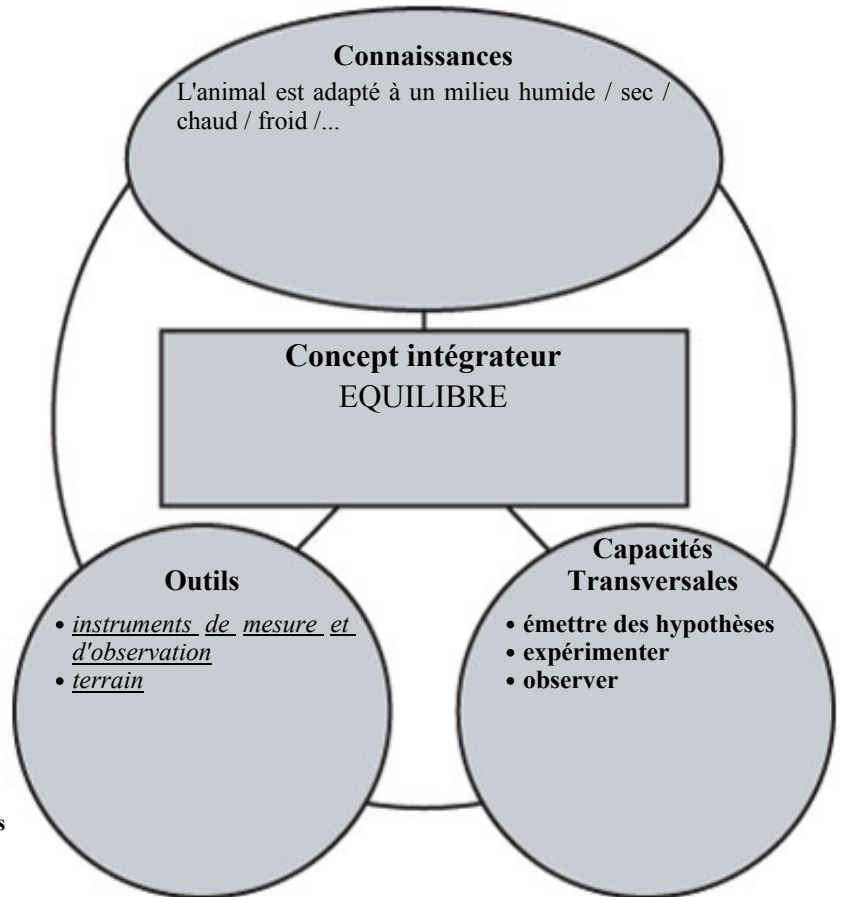 Connaissances
L'animal est adapté à un milieu humide / sec /
chaud / froid /...
Concept intégrateur
EQUILIBRE
Outils
• instruments de mesure et
d'observation
• terrain
Capacités
Transversales
• émettre des hypothèses
• expérimenter
• observer
s